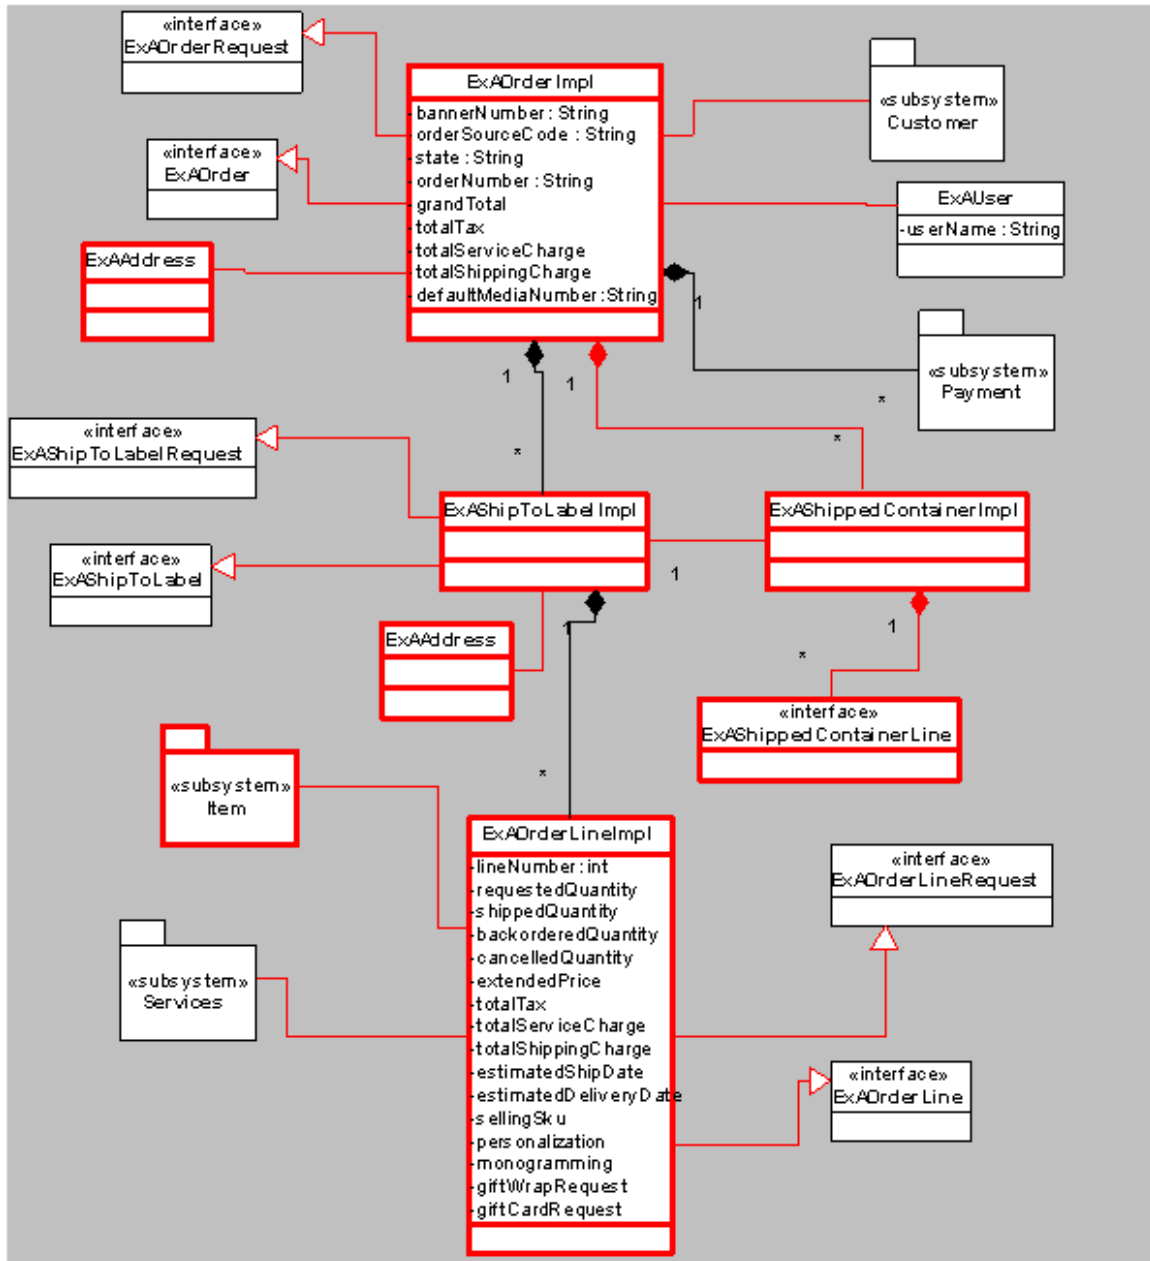 «interface»
ExAOrderRequest
«interface»
ExAOrder
ExAAddress
ExAOrderImpl
-bannerNumber : String
-orderSourceCode : String
-state : String
-orderNumber : String
-grandTotal
-totalTax
-totalServiceCharge
-totalShippingCharge
-defaultMediaNumber : String
«subsystem»
Customer
ExAUser
-userName : String
«subsystem»
Payment
1
*
1
*
1
*
«interface»
ExAShipToLabelRequest
«interface»
ExAShipToLabel
ExAShipToLabelImpl
ExAShippedContainerImpl
1
ExAAddress
1
*
1
*
«interface»
ExAShippedContainerLine
«subsystem»
Item
«subsystem»
Services
ExAOrderLineImpl
-lineNumber : int
-requestedQuantity
-shippedQuantity
-backorderedQuantity
-cancelledQuantity
-extendedPrice
-totalTax
-totalServiceCharge
-totalShippingCharge
-estimatedShipDate
-estimatedDeliveryDate
-sellingSku
-personalization
-monogramming
-giftWrapRequest
-giftCardRequest
«interface»
ExAOrderLineRequest
«interface»
ExAOrderLine